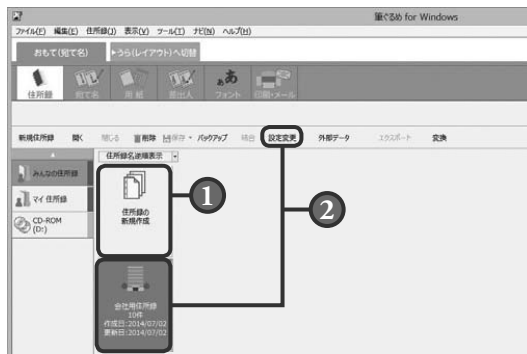 筆ぐるめ for Windows
ファイル(F) 編集(E) 住所録(J) 表示(V) ツール(T) ナビ(N) ヘルプ(H)
おもて(宛て名) ▶うら(レイアウト)へ切替
住所録 宛て名 用紙 差出人 フォント 印刷・メール
新規住所録 開く 閉じる 削除 保存 バックアップ 統合 設定変更 外部データ エクスポート 変換
住所録名逆順表示
みんなの住所録
マイ 住所録
CD-ROM
(D:)
住所録の
新規作成
1
2
会社用住所録
10件
作成日:2014/07/02
更新日:2014/07/02